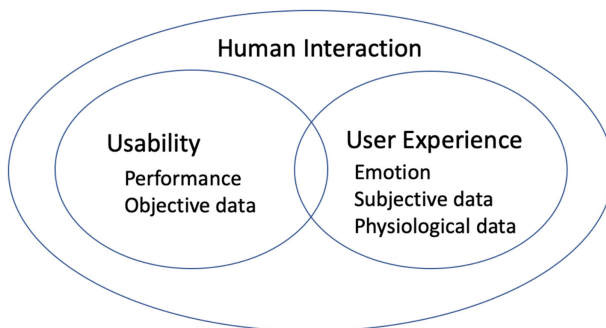 Human Interaction
Usability
Performance
Objective data
User Experience
Emotion
Subjective data
Physiological data